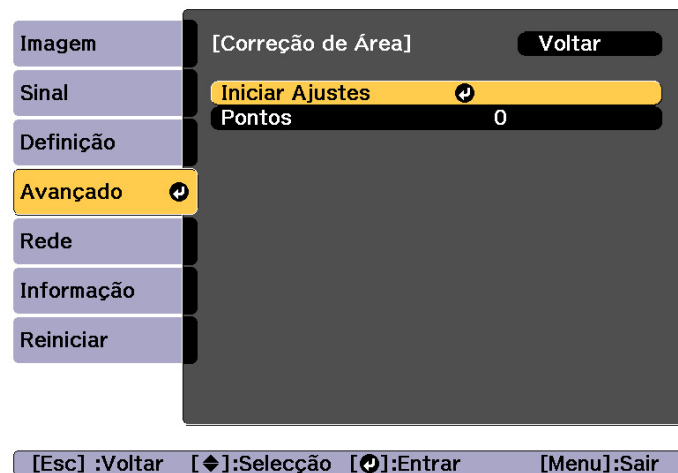 Imagem
Sinal
Definição
Avançado
Rede
Informação
Reiniciar
[Correção de Área] Voltar
Iniciar Ajustes
Pontos 0
[Esc] :Voltar [◆]:Selecção [↵]:Entrar [Menu]:Sair